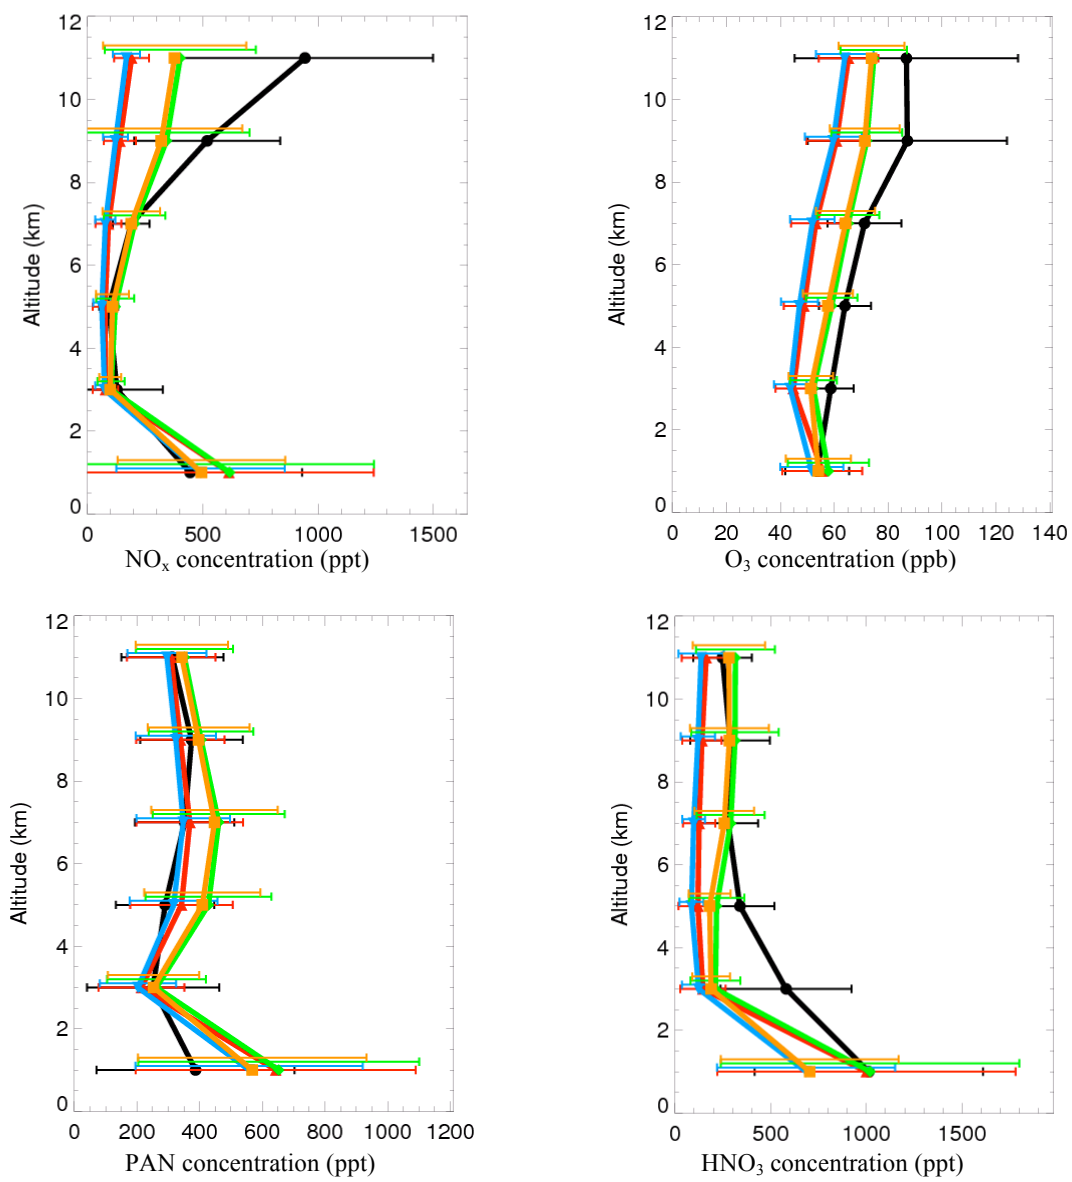 12
10
8
6
4
2
0
Altitude (km)
0 500 1000 1500
NOₓ concentration (ppt)
12
10
8
6
4
2
0
Altitude (km)
0 20 40 60 80 100 120 140
O₃ concentration (ppb)
12
10
8
6
4
2
0
Altitude (km)
0 200 400 600 800 1000 1200
PAN concentration (ppt)
12
10
8
6
4
2
0
Altitude (km)
0 500 1000 1500
HNO₃ concentration (ppt)